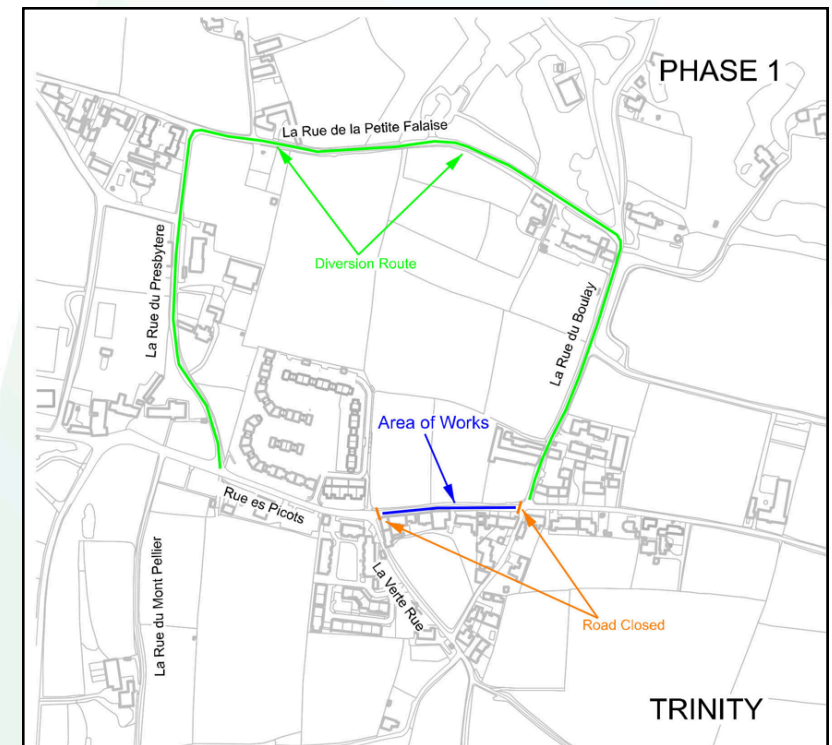 PHASE 1
La Rue de la Petite Falaise
Diversion Route
La Rue du Presbytere
La Rue du Boulay
Area of Works
Rue es Picots
La Verte Rue
Road Closed
La Rue du Mont Pellier
TRINITY